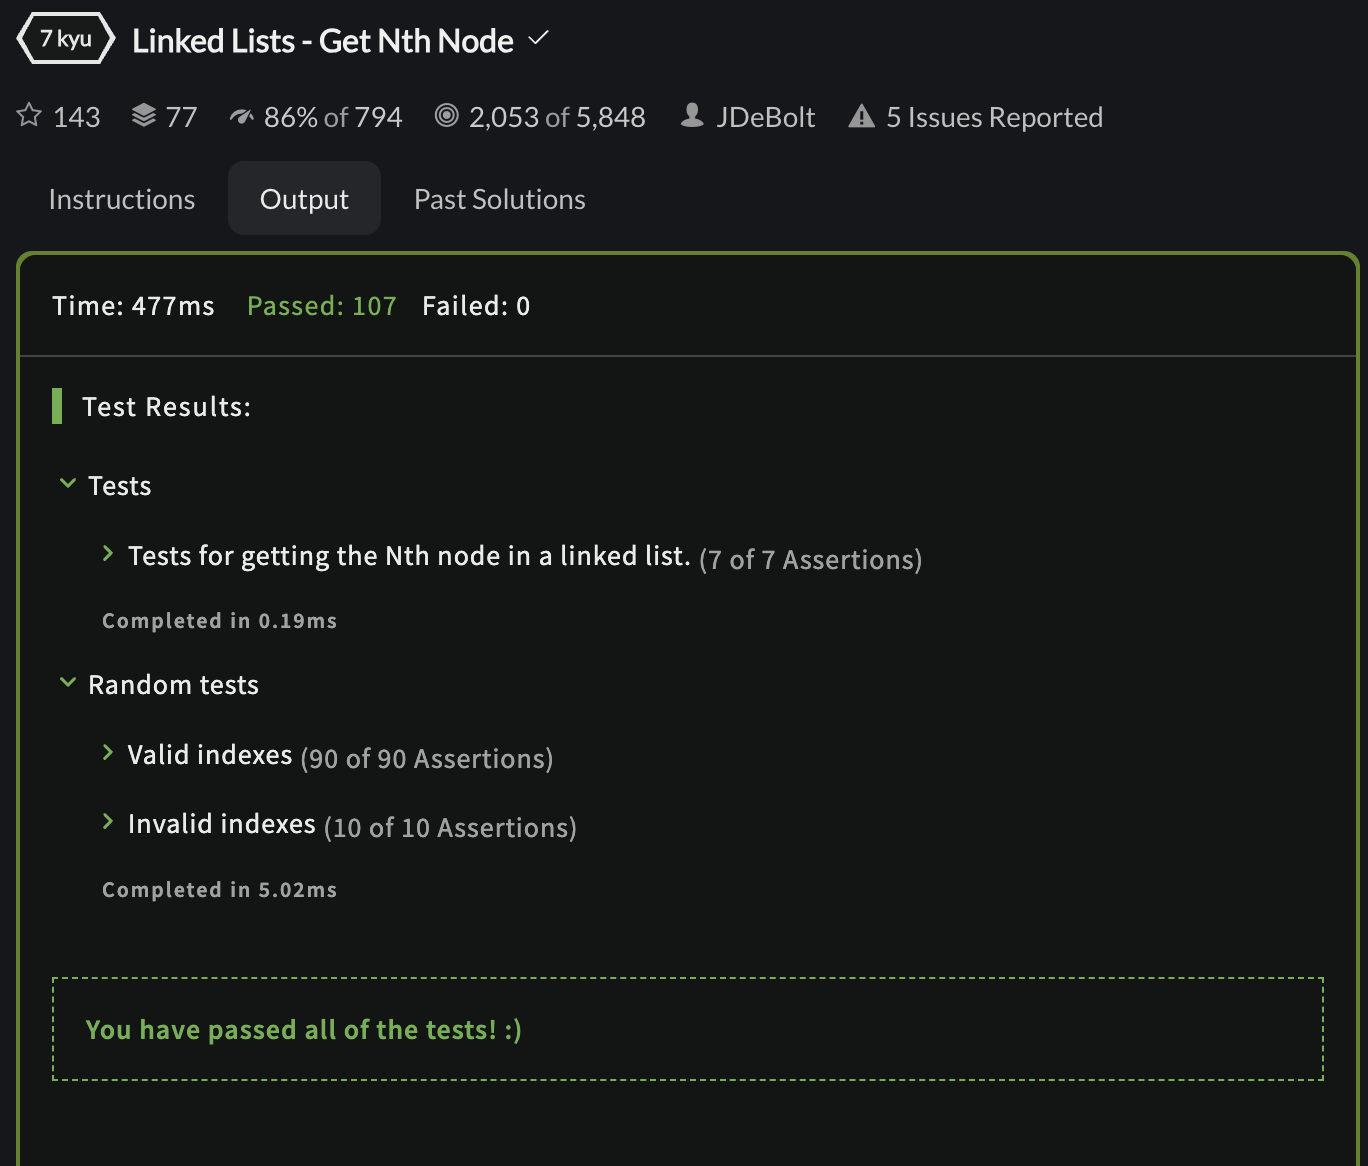 7 kyu Linked Lists - Get Nth Node
143 77 86% of 794 2,053 of 5,848 JDeBolt 5 Issues Reported
Instructions Output Past Solutions
Time: 477ms Passed: 107 Failed: 0
Test Results:
Tests
Tests for getting the Nth node in a linked list. (7 of 7 Assertions)
Completed in 0.19ms
Random tests
Valid indexes (90 of 90 Assertions)
Invalid indexes (10 of 10 Assertions)
Completed in 5.02ms
You have passed all of the tests! :)